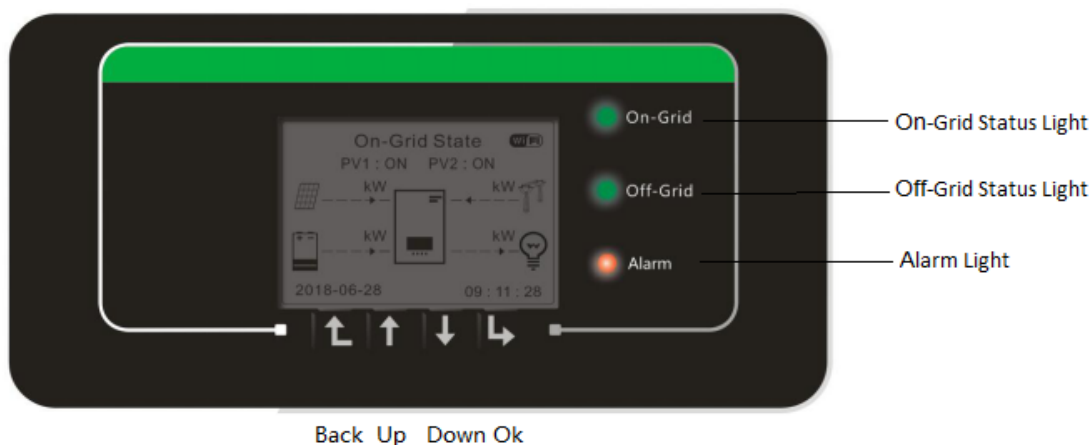 On-Grid State WiFi
PV1 : ON PV2 : ON
kW kW
kW kW
2018-06-28 09 : 11 : 28
On-Grid
Off-Grid
Alarm
On-Grid Status Light
Off-Grid Status Light
Alarm Light
Back Up Down Ok